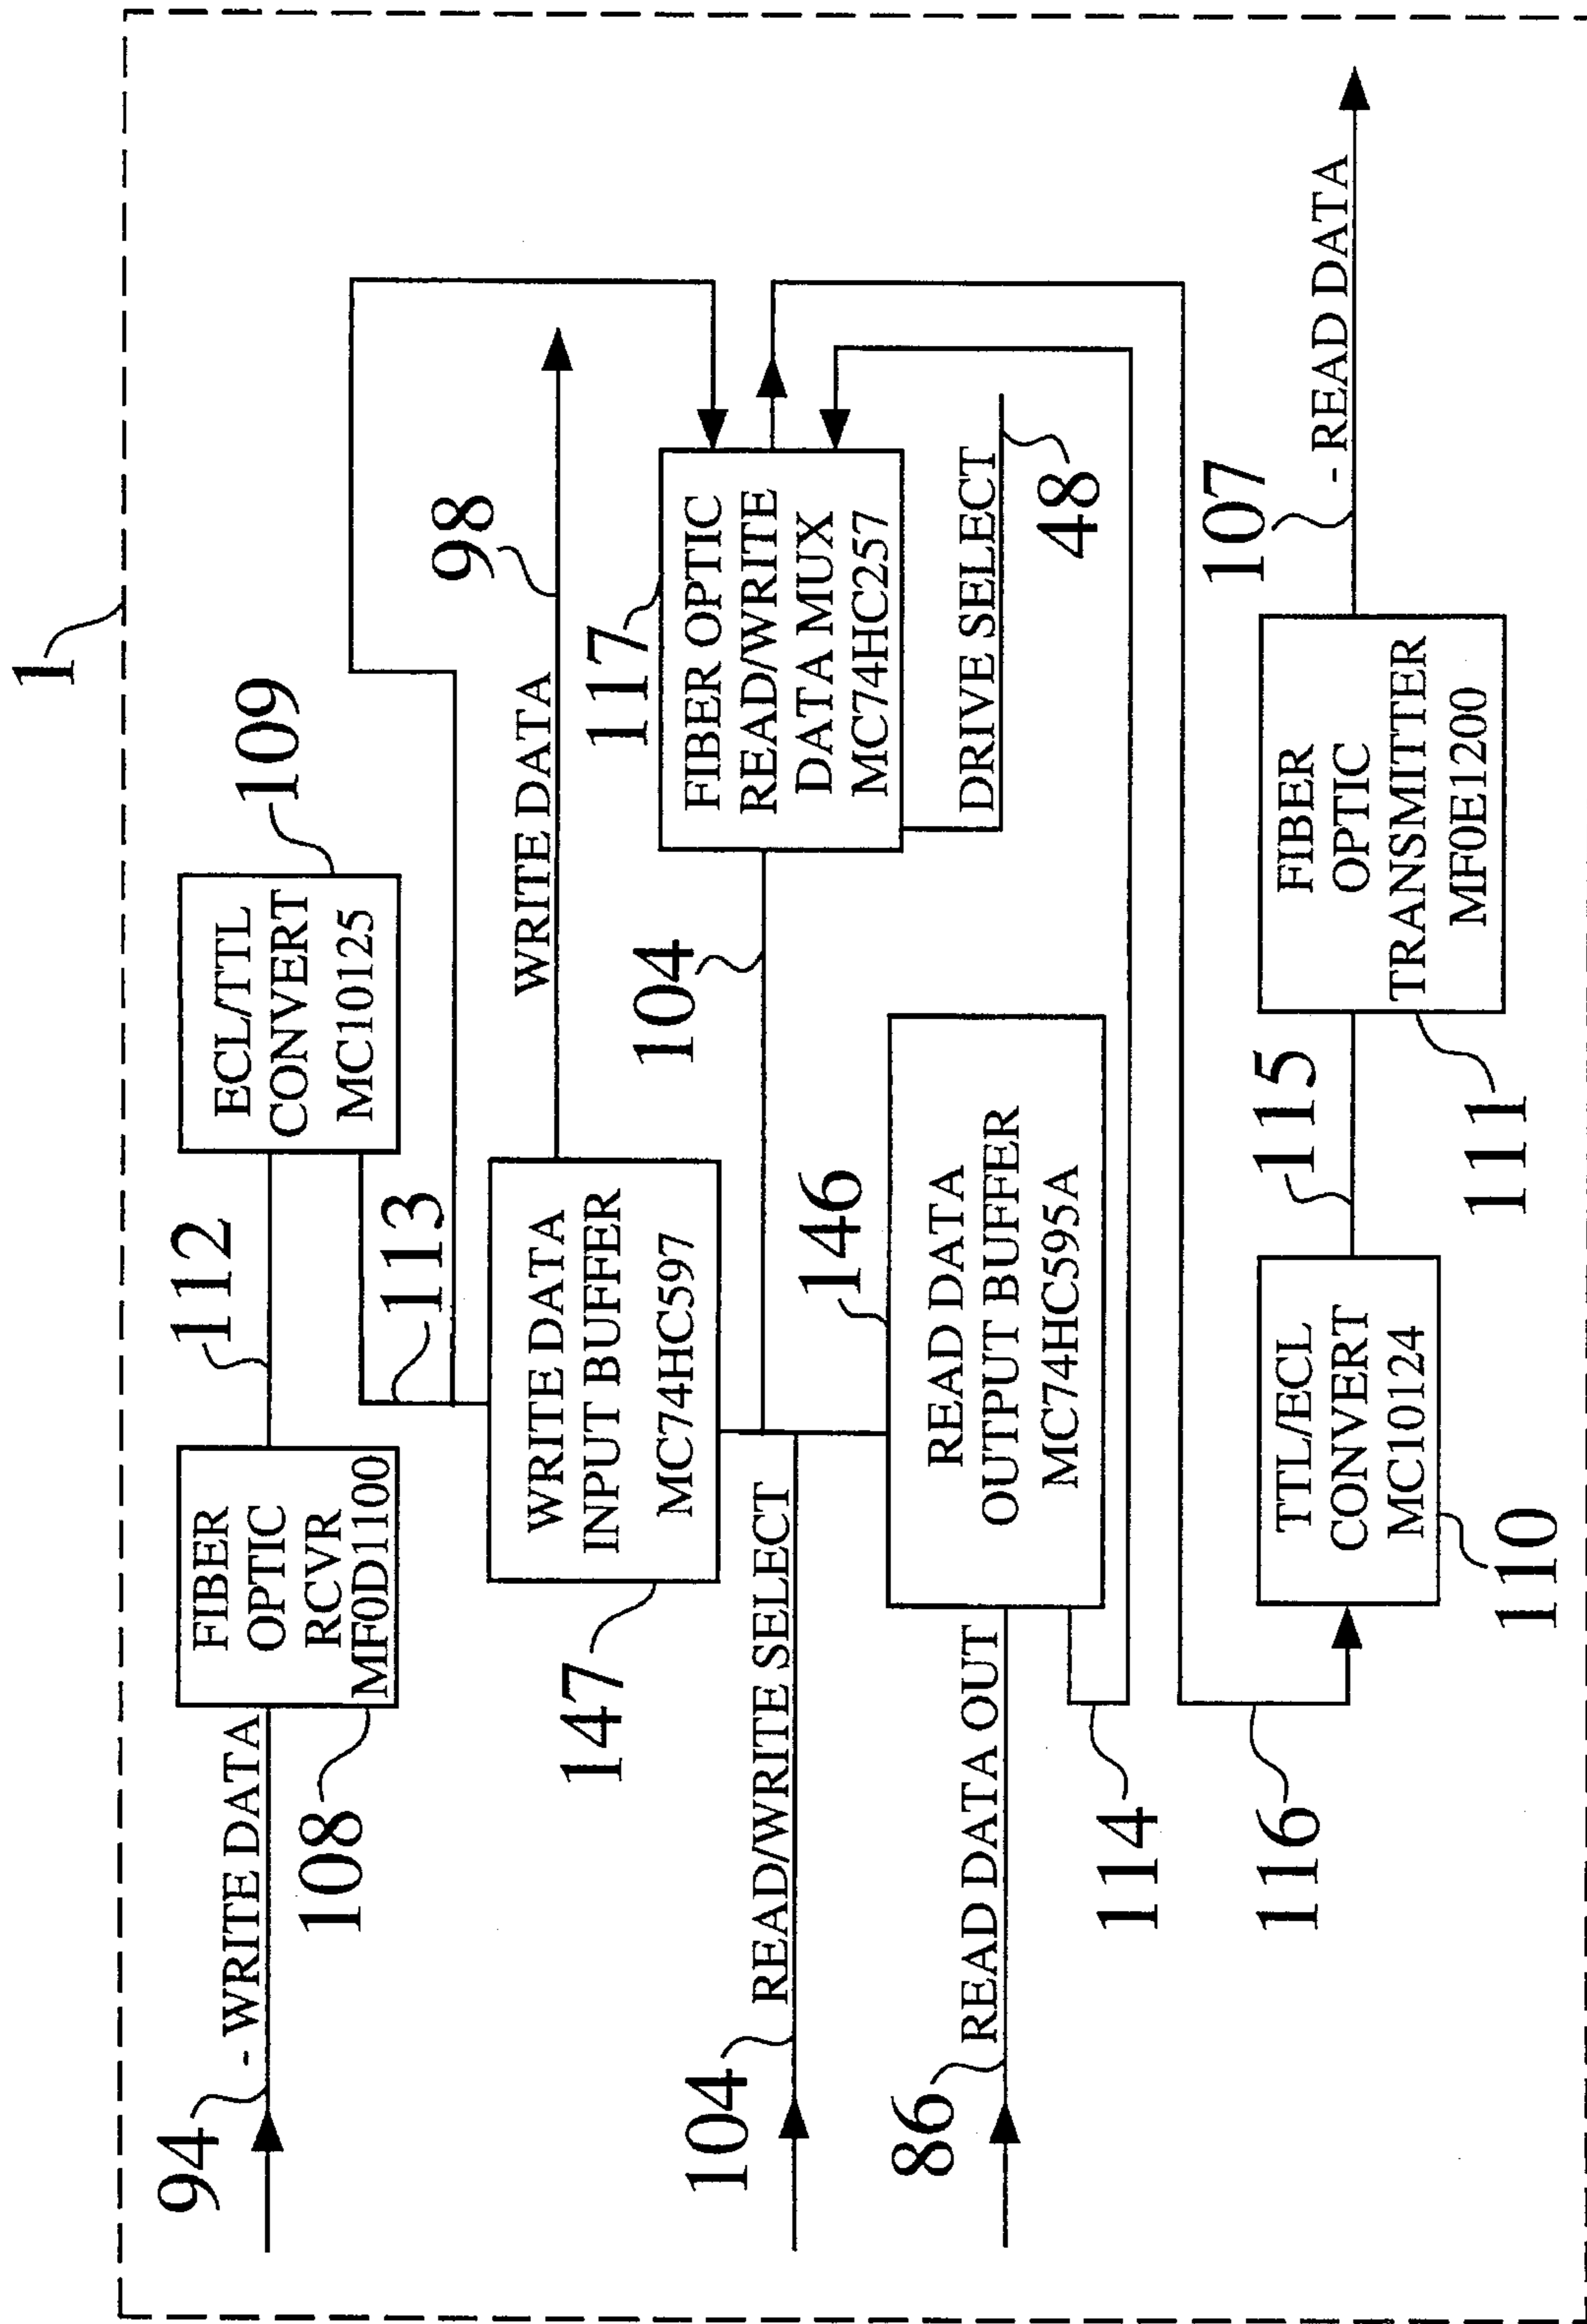 1
94
- WRITE DATA
108
FIBER
OPTIC
RCVR
MF0D1100
112
ECL/TTL
CONVERT
MC10125
109
113
147
WRITE DATA
INPUT BUFFER
MC74HC597
WRITE DATA
98
104
READ/WRITE SELECT
104
117
FIBER OPTIC
READ/WRITE
DATA MUX
MC74HC257
DRIVE SELECT
48
86
READ DATA OUT
146
READ DATA
OUTPUT BUFFER
MC74HC595A
114
116
TTL/ECL
CONVERT
MC10124
110
115
FIBER
OPTIC
TRANSMITTER
MF0E1200
111
107
- READ DATA